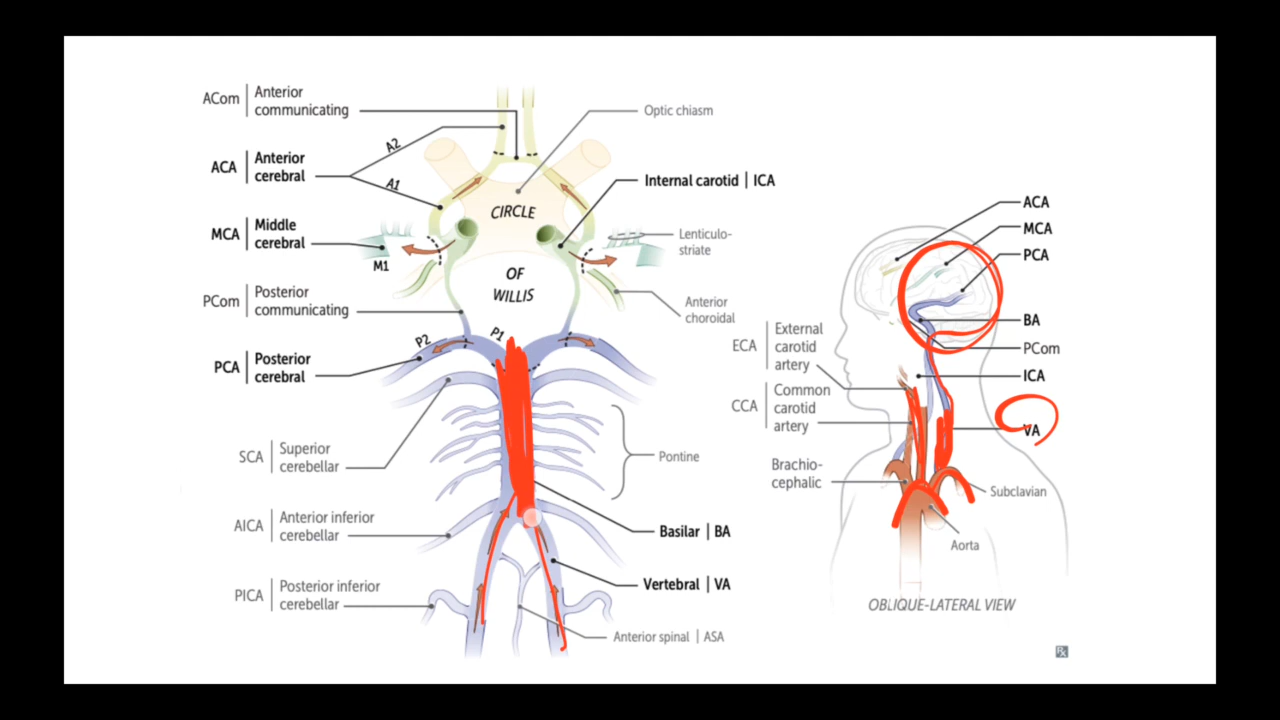 ACom
Anterior
communicating
Optic chiasm
A2
ACA
Anterior
cerebral
A1
Internal carotid | ICA
CIRCLE
MCA
Middle
cerebral
M1
Lenticulo-
striate
OF
WILLIS
PCom
Posterior
communicating
Anterior
choroidal
P2
P1
PCA
Posterior
cerebral
SCA
Superior
cerebellar
Pontine
AICA
Anterior inferior
cerebellar
Basilar | BA
PICA
Posterior inferior
cerebellar
Vertebral | VA
Anterior spinal | ASA
ACA
MCA
PCA
BA
PCom
ICA
VA
ECA
External
carotid
artery
CCA
Common
carotid
artery
Brachio-
cephalic
Subclavian
Aorta
OBLIQUE-LATERAL VIEW
Rx